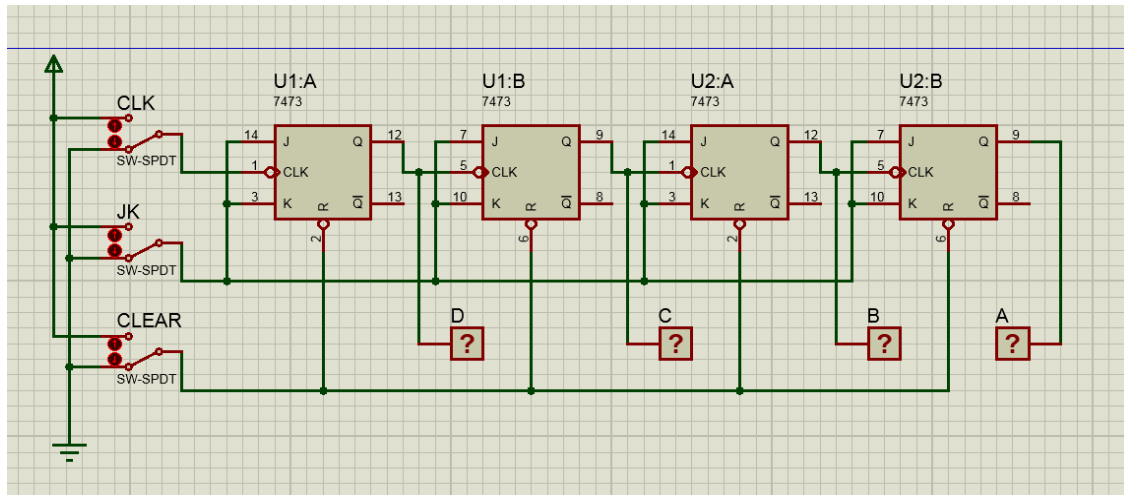 U1:A
7473
U1:B
7473
U2:A
7473
U2:B
7473
CLK
SW-SPDT
JK
SW-SPDT
CLEAR
SW-SPDT
14 J Q 12
1 CLK
3 K Q 13
R
2
7 J Q 9
5 CLK
10 K Q 8
R
6
14 J Q 12
1 CLK
3 K Q 13
R
2
7 J Q 9
5 CLK
10 K Q 8
R
6
D
?
C
?
B
?
A
?